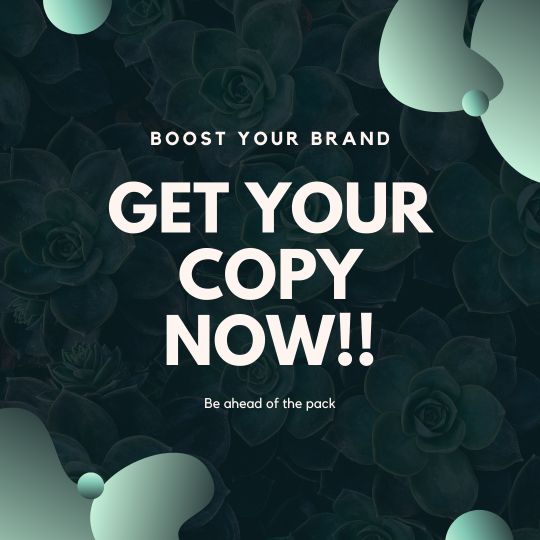 BOOST YOUR BRAND
GET YOUR
COPY
NOW!!
Be ahead of the pack